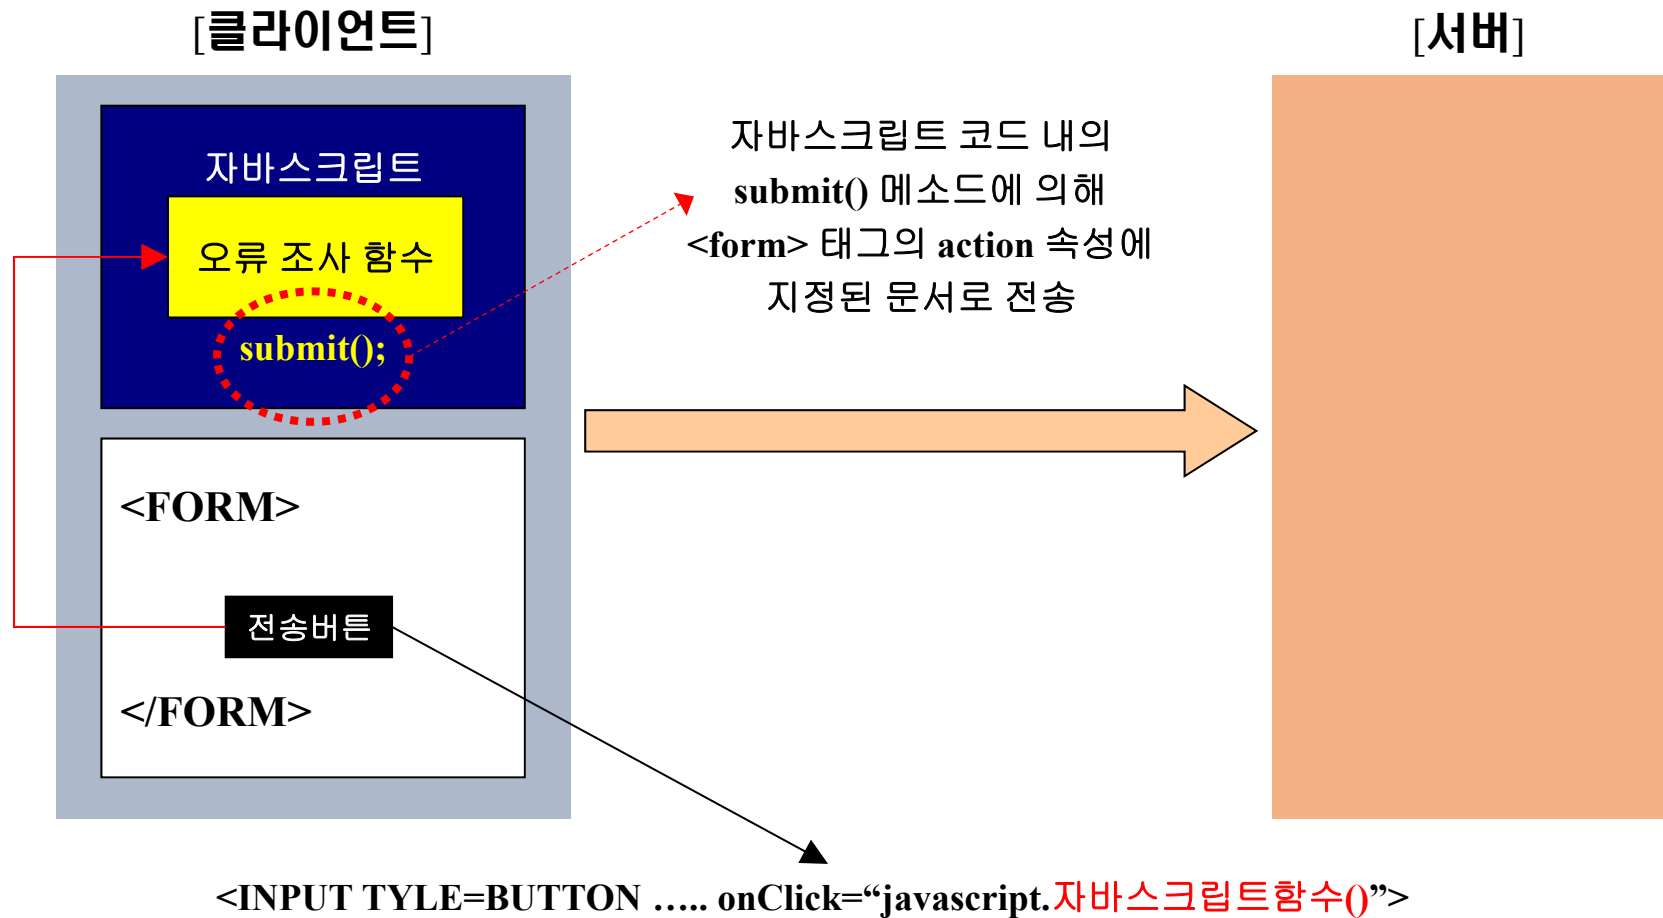 [클라이언트]
[서버]
자바스크립트
오류 조사 함수
submit();
자바스크립트 코드 내의
submit() 메소드에 의해
<form> 태그의 action 속성에
지정된 문서로 전송
<FORM>
전송버튼
</FORM>
<INPUT TYLE=BUTTON ….. onClick=“javascript.자바스크립트함수()”>